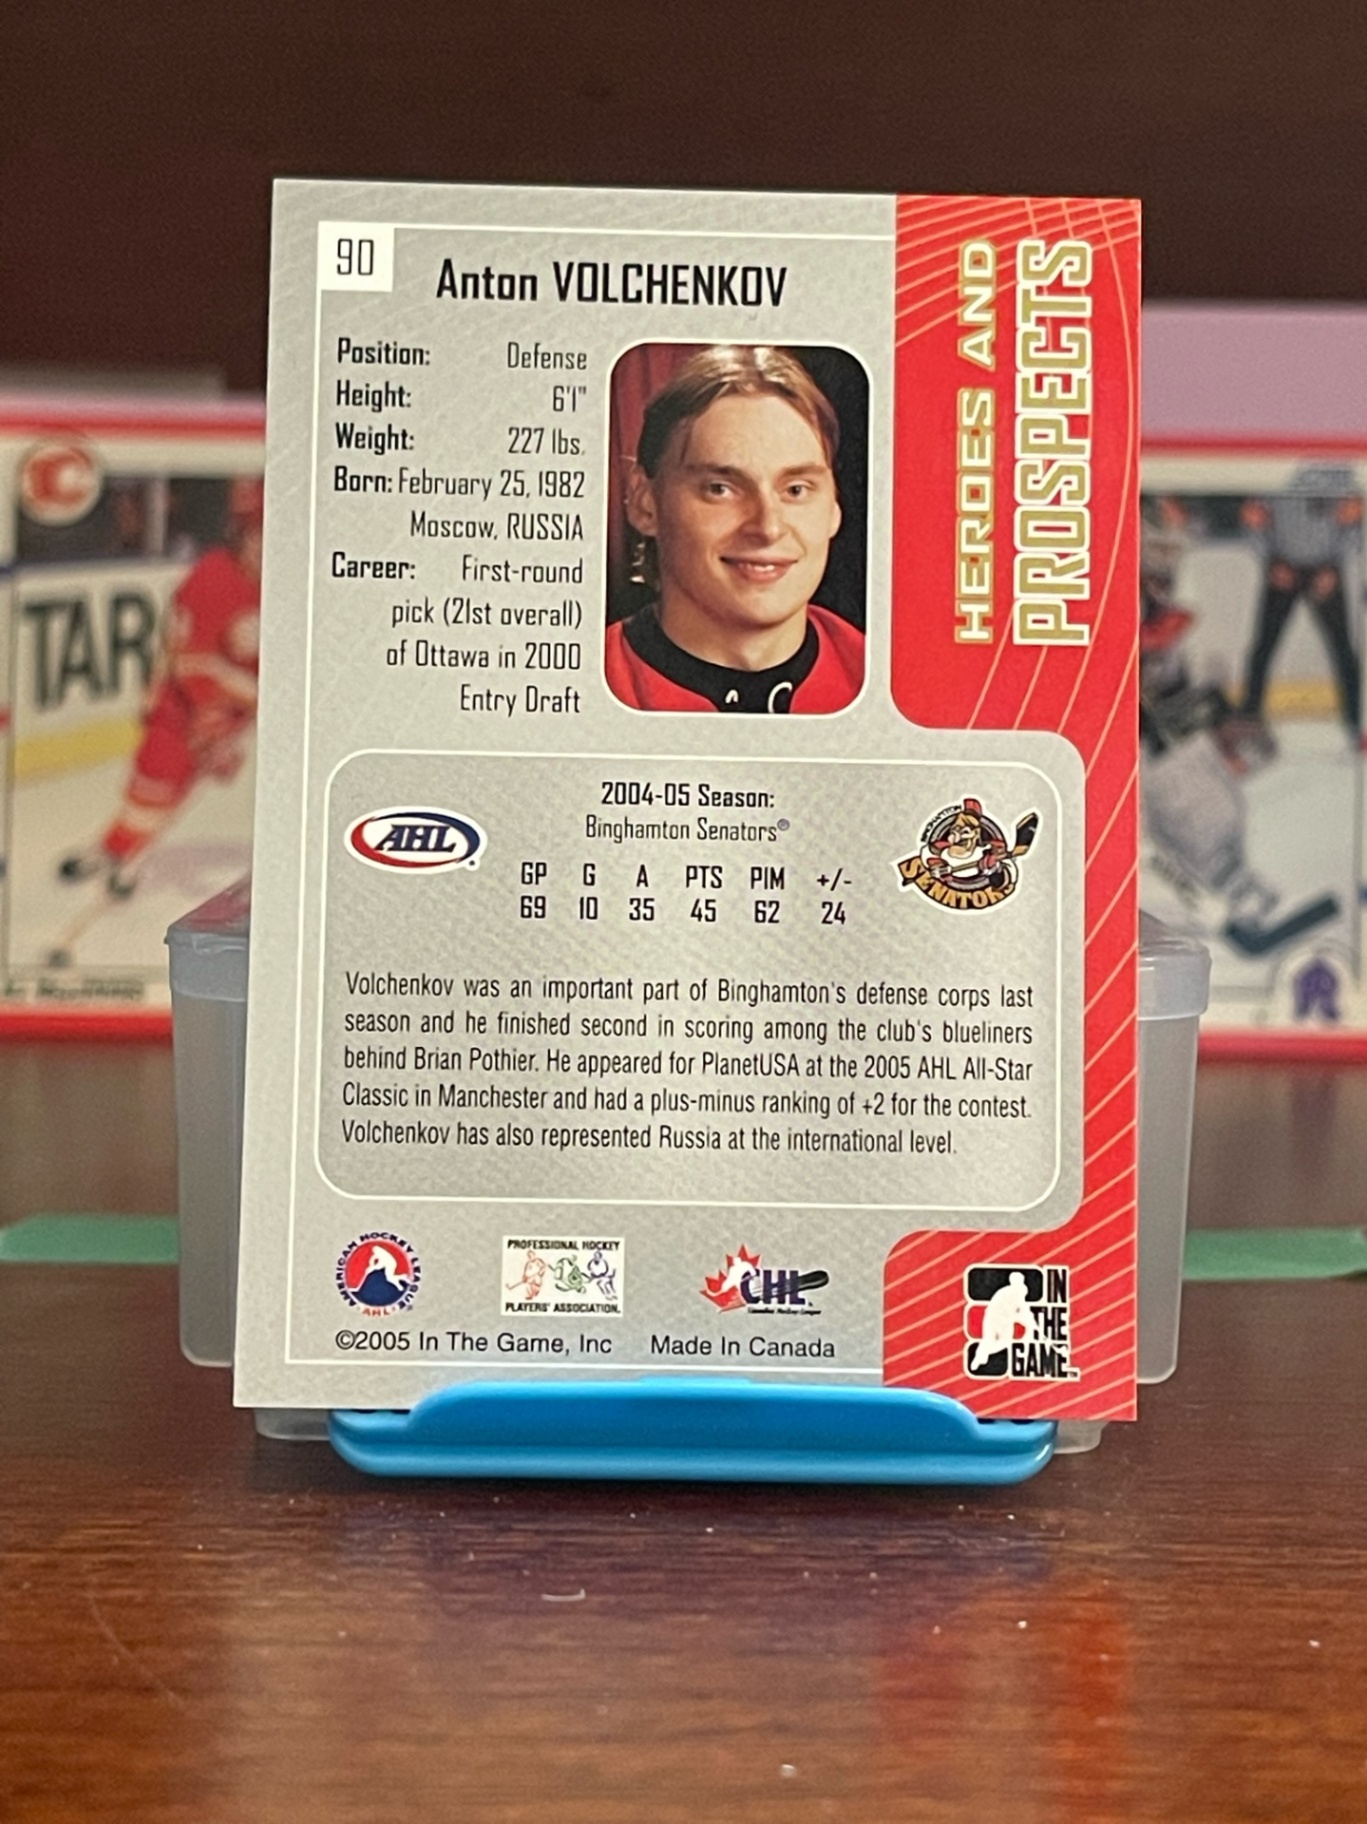 90
Anton VOLCHENKOV
Position: Defense
Height: 6'1"
Weight: 227 lbs.
Born: February 25, 1982
Moscow, RUSSIA
Career: First-round
pick (21st overall)
of Ottawa in 2000
Entry Draft
HEROES AND
PROSPECTS
2004-05 Season:
Binghamton Senators®
AHL
BINGHAMTON
SENATORS
GP G A PTS PIM +/-
69 10 35 45 62 24
Volchenkov was an important part of Binghamton's defense corps last
season and he finished second in scoring among the club's blueliners
behind Brian Pothier. He appeared for PlanetUSA at the 2005 AHL All-Star
Classic in Manchester and had a plus-minus ranking of +2 for the contest.
Volchenkov has also represented Russia at the international level.
AMERICAN HOCKEY LEAGUE
AHL
PROFESSIONAL HOCKEY
PLAYERS' ASSOCIATION
CHL
Canadian Hockey League
IN
THE
GAME
©2005 In The Game, Inc Made In Canada
TAR